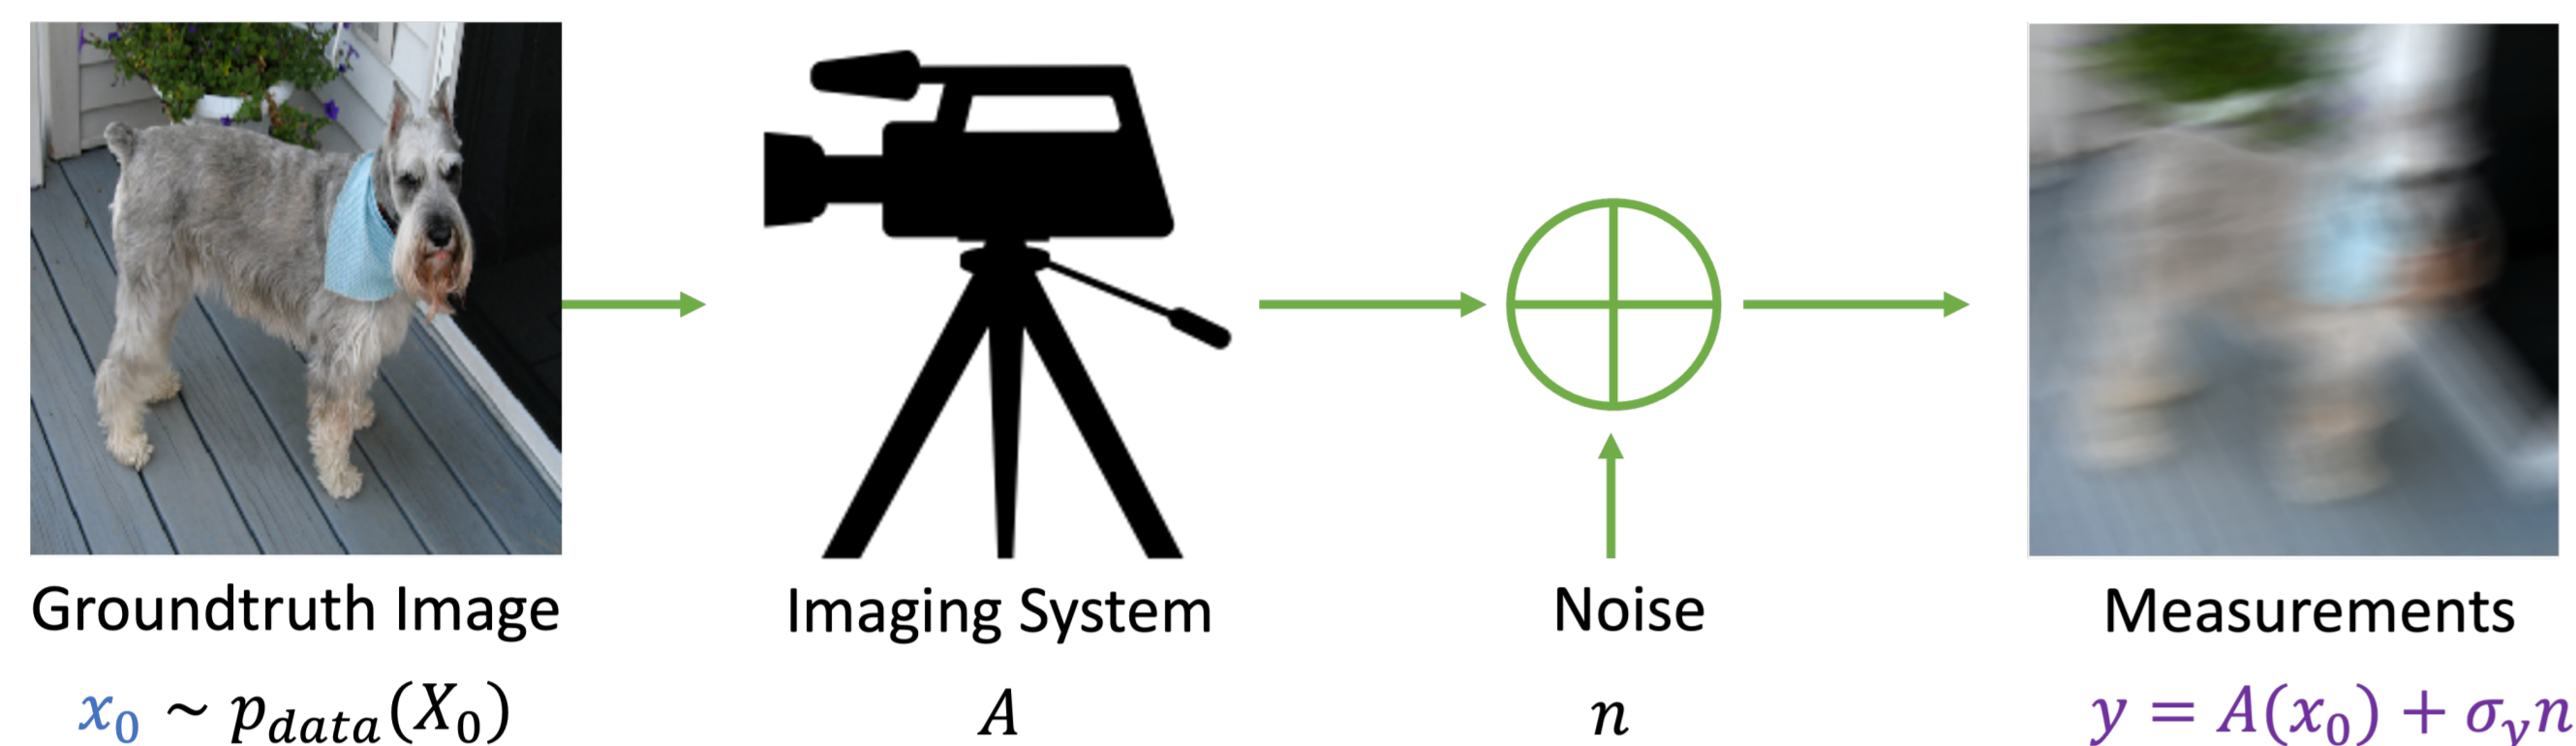 Groundtruth Image
Imaging System
Noise
Measurements
x₀ ~ p_data(X₀)
A
n
y = A(x₀) + σ_y n